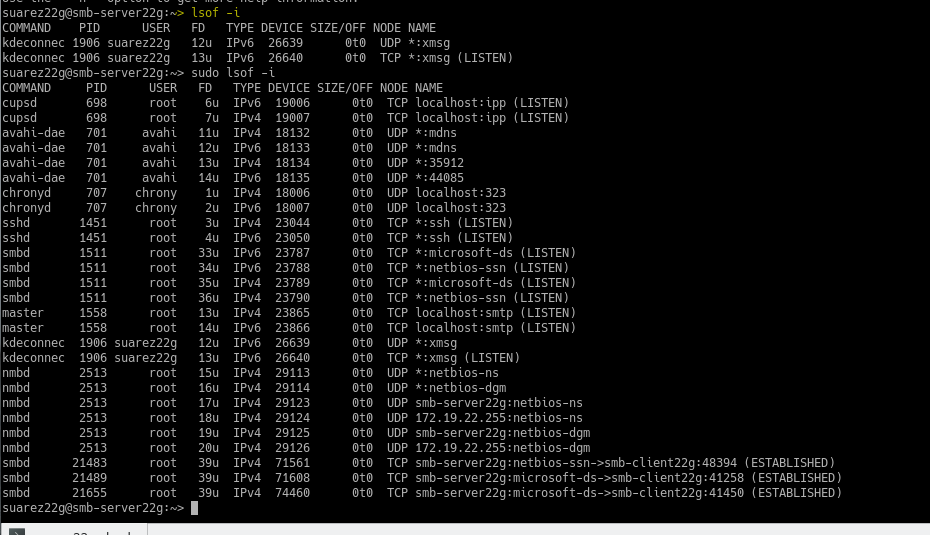 suarez22g@smb-server22g:~> lsof -i
COMMAND    PID      USER   FD   TYPE DEVICE SIZE/OFF NODE NAME
kdeconnec 1906 suarez22g   12u  IPv6  26639      0t0  UDP *:xmsg
kdeconnec 1906 suarez22g   13u  IPv6  26640      0t0  TCP *:xmsg (LISTEN)
suarez22g@smb-server22g:~> sudo lsof -i
COMMAND     PID      USER   FD   TYPE DEVICE SIZE/OFF NODE NAME
cupsd       698      root    6u  IPv6  19006      0t0  TCP localhost:ipp (LISTEN)
cupsd       698      root    7u  IPv4  19007      0t0  TCP localhost:ipp (LISTEN)
avahi-dae   701     avahi   11u  IPv4  18132      0t0  UDP *:mdns
avahi-dae   701     avahi   12u  IPv6  18133      0t0  UDP *:mdns
avahi-dae   701     avahi   13u  IPv4  18134      0t0  UDP *:35912
avahi-dae   701     avahi   14u  IPv6  18135      0t0  UDP *:44085
chronyd     707    chrony    1u  IPv4  18006      0t0  UDP localhost:323
chronyd     707    chrony    2u  IPv6  18007      0t0  UDP localhost:323
sshd       1451      root    3u  IPv4  23044      0t0  TCP *:ssh (LISTEN)
sshd       1451      root    4u  IPv6  23050      0t0  TCP *:ssh (LISTEN)
smbd       1511      root   33u  IPv6  23787      0t0  TCP *:microsoft-ds (LISTEN)
smbd       1511      root   34u  IPv6  23788      0t0  TCP *:netbios-ssn (LISTEN)
smbd       1511      root   35u  IPv4  23789      0t0  TCP *:microsoft-ds (LISTEN)
smbd       1511      root   36u  IPv4  23790      0t0  TCP *:netbios-ssn (LISTEN)
master     1558      root   13u  IPv4  23865      0t0  TCP localhost:smtp (LISTEN)
master     1558      root   14u  IPv6  23866      0t0  TCP localhost:smtp (LISTEN)
kdeconnec  1906 suarez22g   12u  IPv6  26639      0t0  UDP *:xmsg
kdeconnec  1906 suarez22g   13u  IPv6  26640      0t0  TCP *:xmsg (LISTEN)
nmbd       2513      root   15u  IPv4  29113      0t0  UDP *:netbios-ns
nmbd       2513      root   16u  IPv4  29114      0t0  UDP *:netbios-dgm
nmbd       2513      root   17u  IPv4  29123      0t0  UDP smb-server22g:netbios-ns
nmbd       2513      root   18u  IPv4  29124      0t0  UDP 172.19.22.255:netbios-ns
nmbd       2513      root   19u  IPv4  29125      0t0  UDP smb-server22g:netbios-dgm
nmbd       2513      root   20u  IPv4  29126      0t0  UDP 172.19.22.255:netbios-dgm
smbd      21483      root   39u  IPv4  71561      0t0  TCP smb-server22g:netbios-ssn->smb-client22g:48394 (ESTABLISHED)
smbd      21489      root   39u  IPv4  71608      0t0  TCP smb-server22g:microsoft-ds->smb-client22g:41258 (ESTABLISHED)
smbd      21655      root   39u  IPv4  74460      0t0  TCP smb-server22g:microsoft-ds->smb-client22g:41450 (ESTABLISHED)
suarez22g@smb-server22g:~>